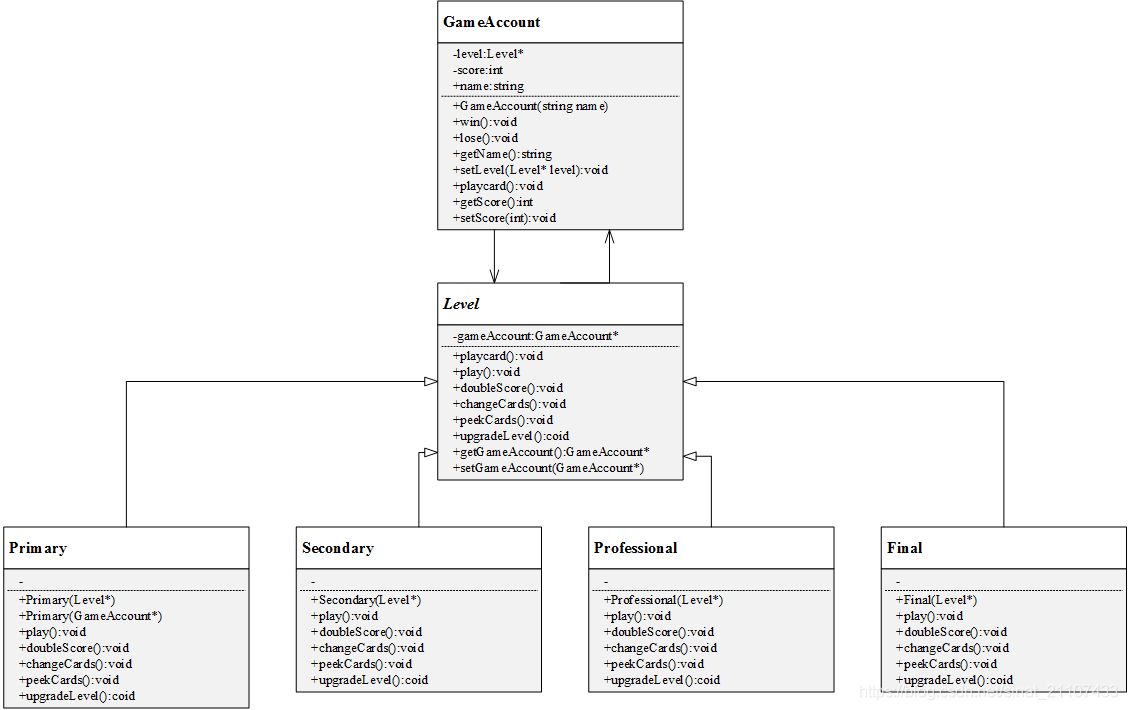 GameAccount
-level:Level*
-score:int
+name:string
+GameAccount(string name)
+win():void
+lose():void
+getName():string
+setLevel(Level* level):void
+playcard():void
+getScore():int
+setScore(int):void
Level
-gameAccount:GameAccount*
+playcard():void
+play():void
+doubleScore():void
+changeCards():void
+peekCards():void
+upgradeLevel():coid
+getGameAccount():GameAccount*
+setGameAccount(GameAccount*)
Primary
-
+Primary(Level*)
+Primary(GameAccount*)
+play():void
+doubleScore():void
+changeCards():void
+peekCards():void
+upgradeLevel():coid
Secondary
-
+Secondary(Level*)
+play():void
+doubleScore():void
+changeCards():void
+peekCards():void
+upgradeLevel():coid
Professional
-
+Professional(Level*)
+play():void
+doubleScore():void
+changeCards():void
+peekCards():void
+upgradeLevel():coid
Final
-
+Final(Level*)
+play():void
+doubleScore():void
+changeCards():void
+peekCards():void
+upgradeLevel():coid